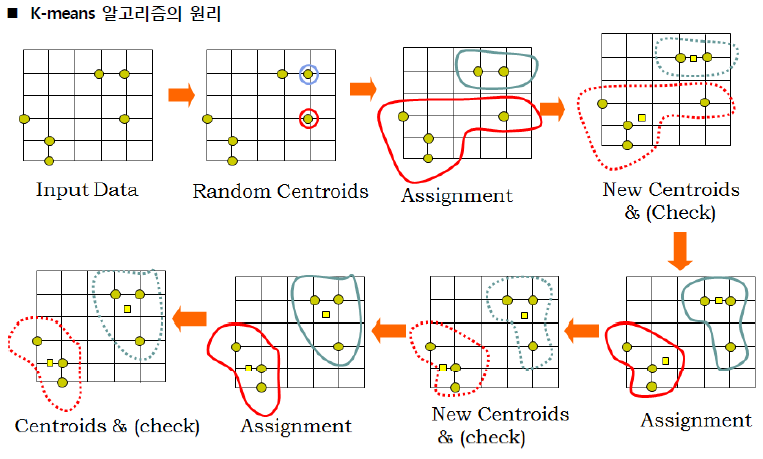 ■ K-means 알고리즘의 원리
Input Data
Random Centroids
Assignment
New Centroids
& (Check)
Assignment
New Centroids
& (check)
Assignment
Centroids & (check)